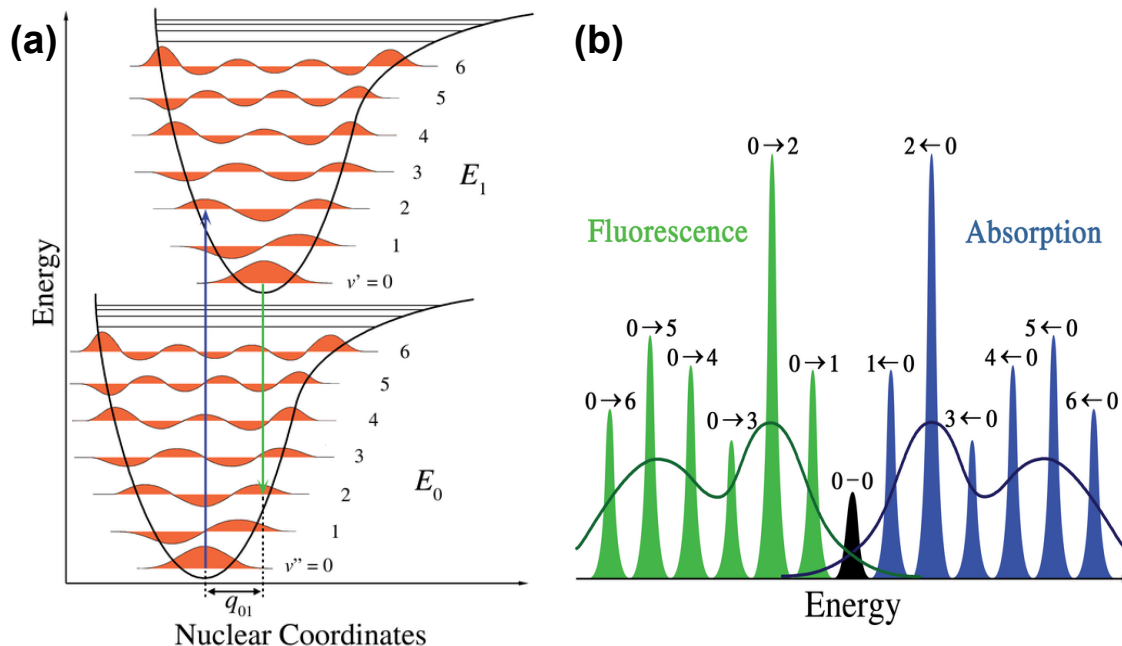 (a)
Energy
6
5
4
3
2
1
v' = 0
E₁
6
5
4
3
2
1
v'' = 0
E₀
q₀₁
Nuclear Coordinates
(b)
Fluorescence
Absorption
0→6
0→5
0→4
0→3
0→2
0→1
0−0
1←0
2←0
3←0
4←0
5←0
6←0
Energy